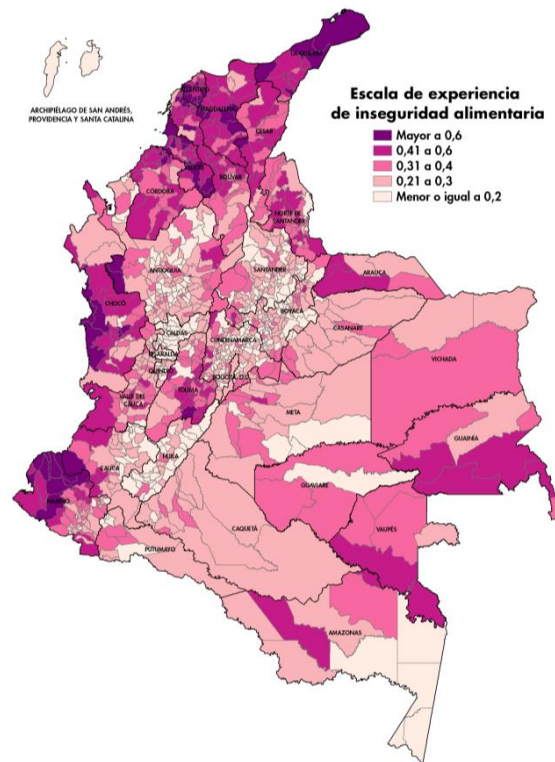 ARCHIPIÉLAGO DE SAN ANDRÉS,
PROVIDENCIA Y SANTA CATALINA
Escala de experiencia
de inseguridad alimentaria
Mayor a 0,6
0,41 a 0,6
0,31 a 0,4
0,21 a 0,3
Menor o igual a 0,2
LA GUAJIRA
ATLÁNTICO
MAGDALENA
CESAR
SUCRE
BOLÍVAR
CÓRDOBA
NORTE DE
SANTANDER
ANTIOQUIA
SANTANDER
ARAUCA
CHOCÓ
BOYACÁ
CASANARE
CALDAS
CUNDINAMARCA
VICHADA
RISARALDA
QUINDÍO
BOGOTÁ, D.C.
TOLIMA
VALLE DEL
CAUCA
META
GUAINÍA
HUILA
CAUCA
GUAVIARE
NARIÑO
VAUPÉS
CAQUETÁ
PUTUMAYO
AMAZONAS